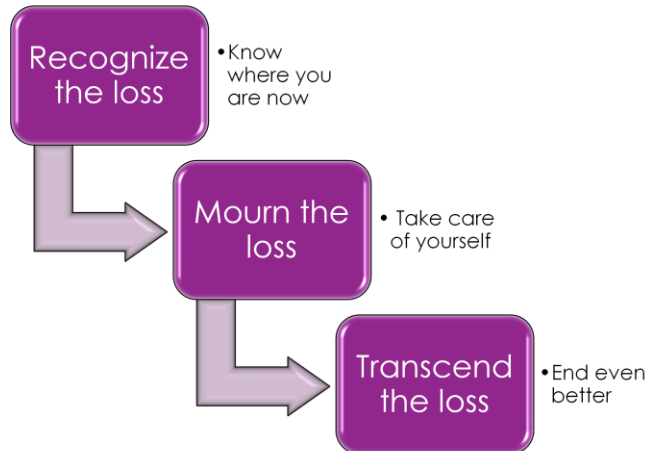 Recognize
the loss
•Know
where you
are now
Mourn the
loss
• Take care
of yourself
Transcend
the loss
•End even
better